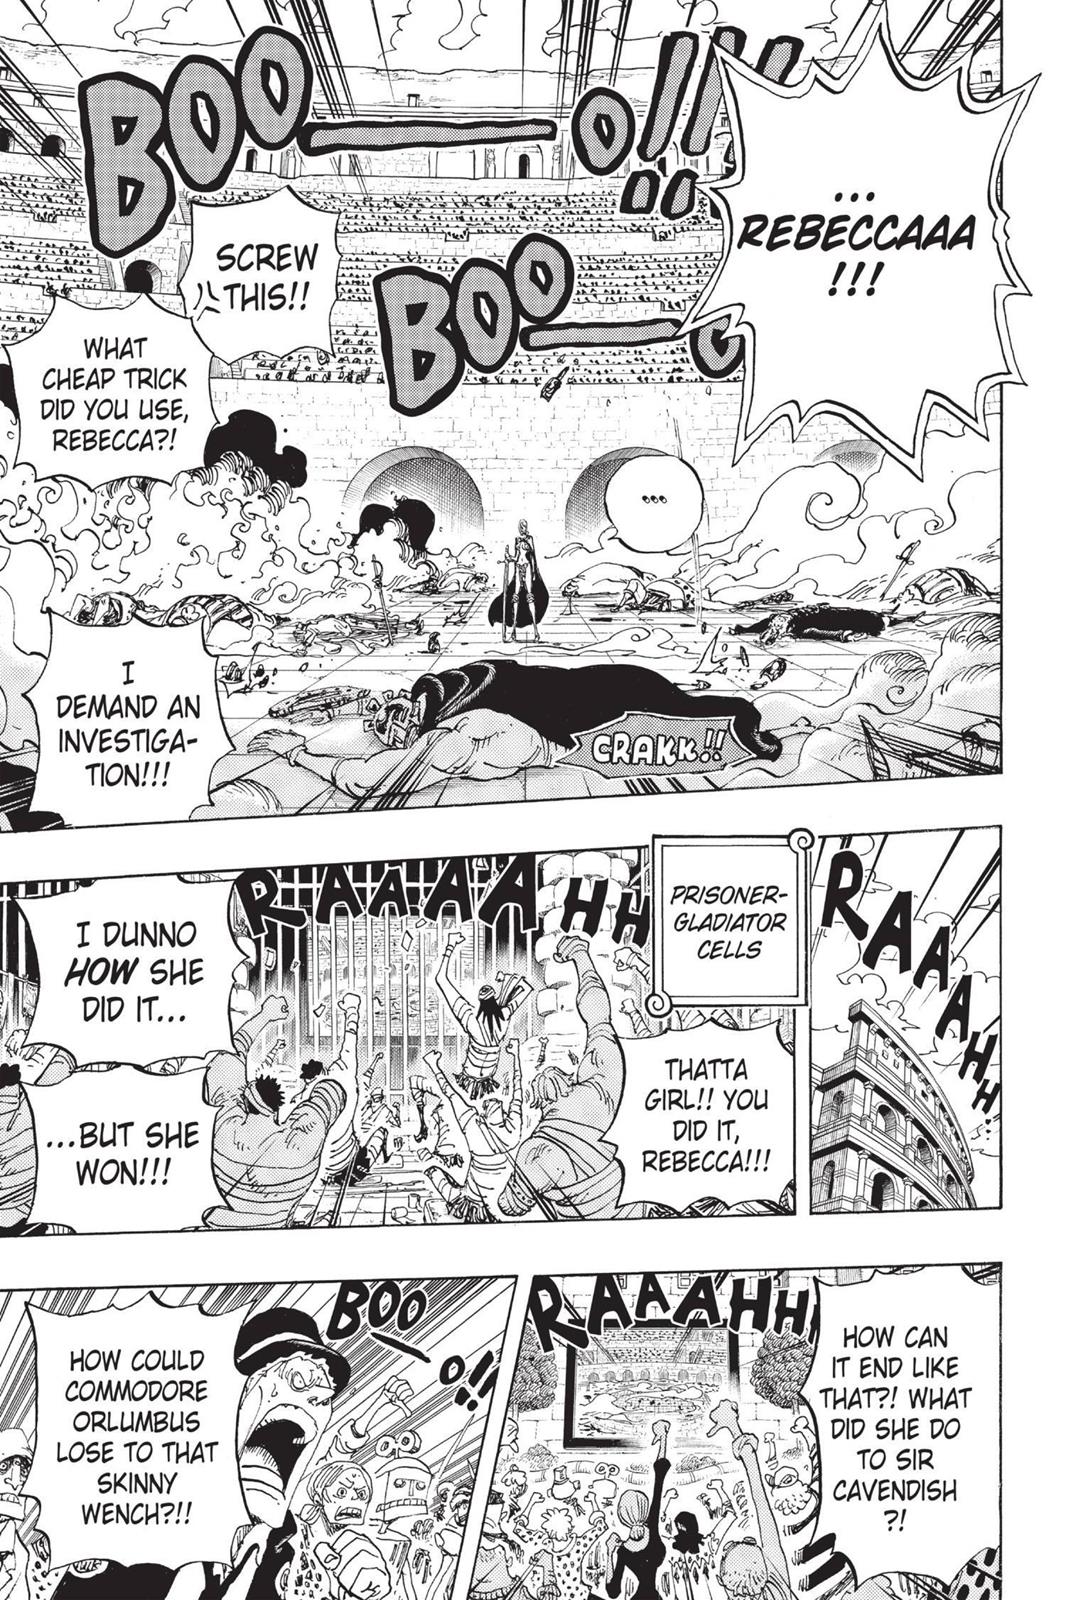 ...
REBECCAAA
!!!
BOO—O!!!
BOO—O
SCREW
THIS!!
WHAT
CHEAP TRICK
DID YOU USE,
REBECCA?!
...
I
DEMAND AN
INVESTIGA-
TION!!!
CRAKK!!
RAAAHH
PRISONER-
GLADIATOR
CELLS
RAAAAAHH
THATTA
GIRL!! YOU
DID IT,
REBECCA!!!
I DUNNO
HOW SHE
DID IT...
...BUT SHE
WON!!!
HOW CAN
IT END LIKE
THAT?! WHAT
DID SHE DO
TO SIR
CAVENDISH
?!
RAAAHHH
BOO—O!!
HOW COULD
COMMODORE
ORLUMBUS
LOSE TO THAT
SKINNY
WENCH?!!